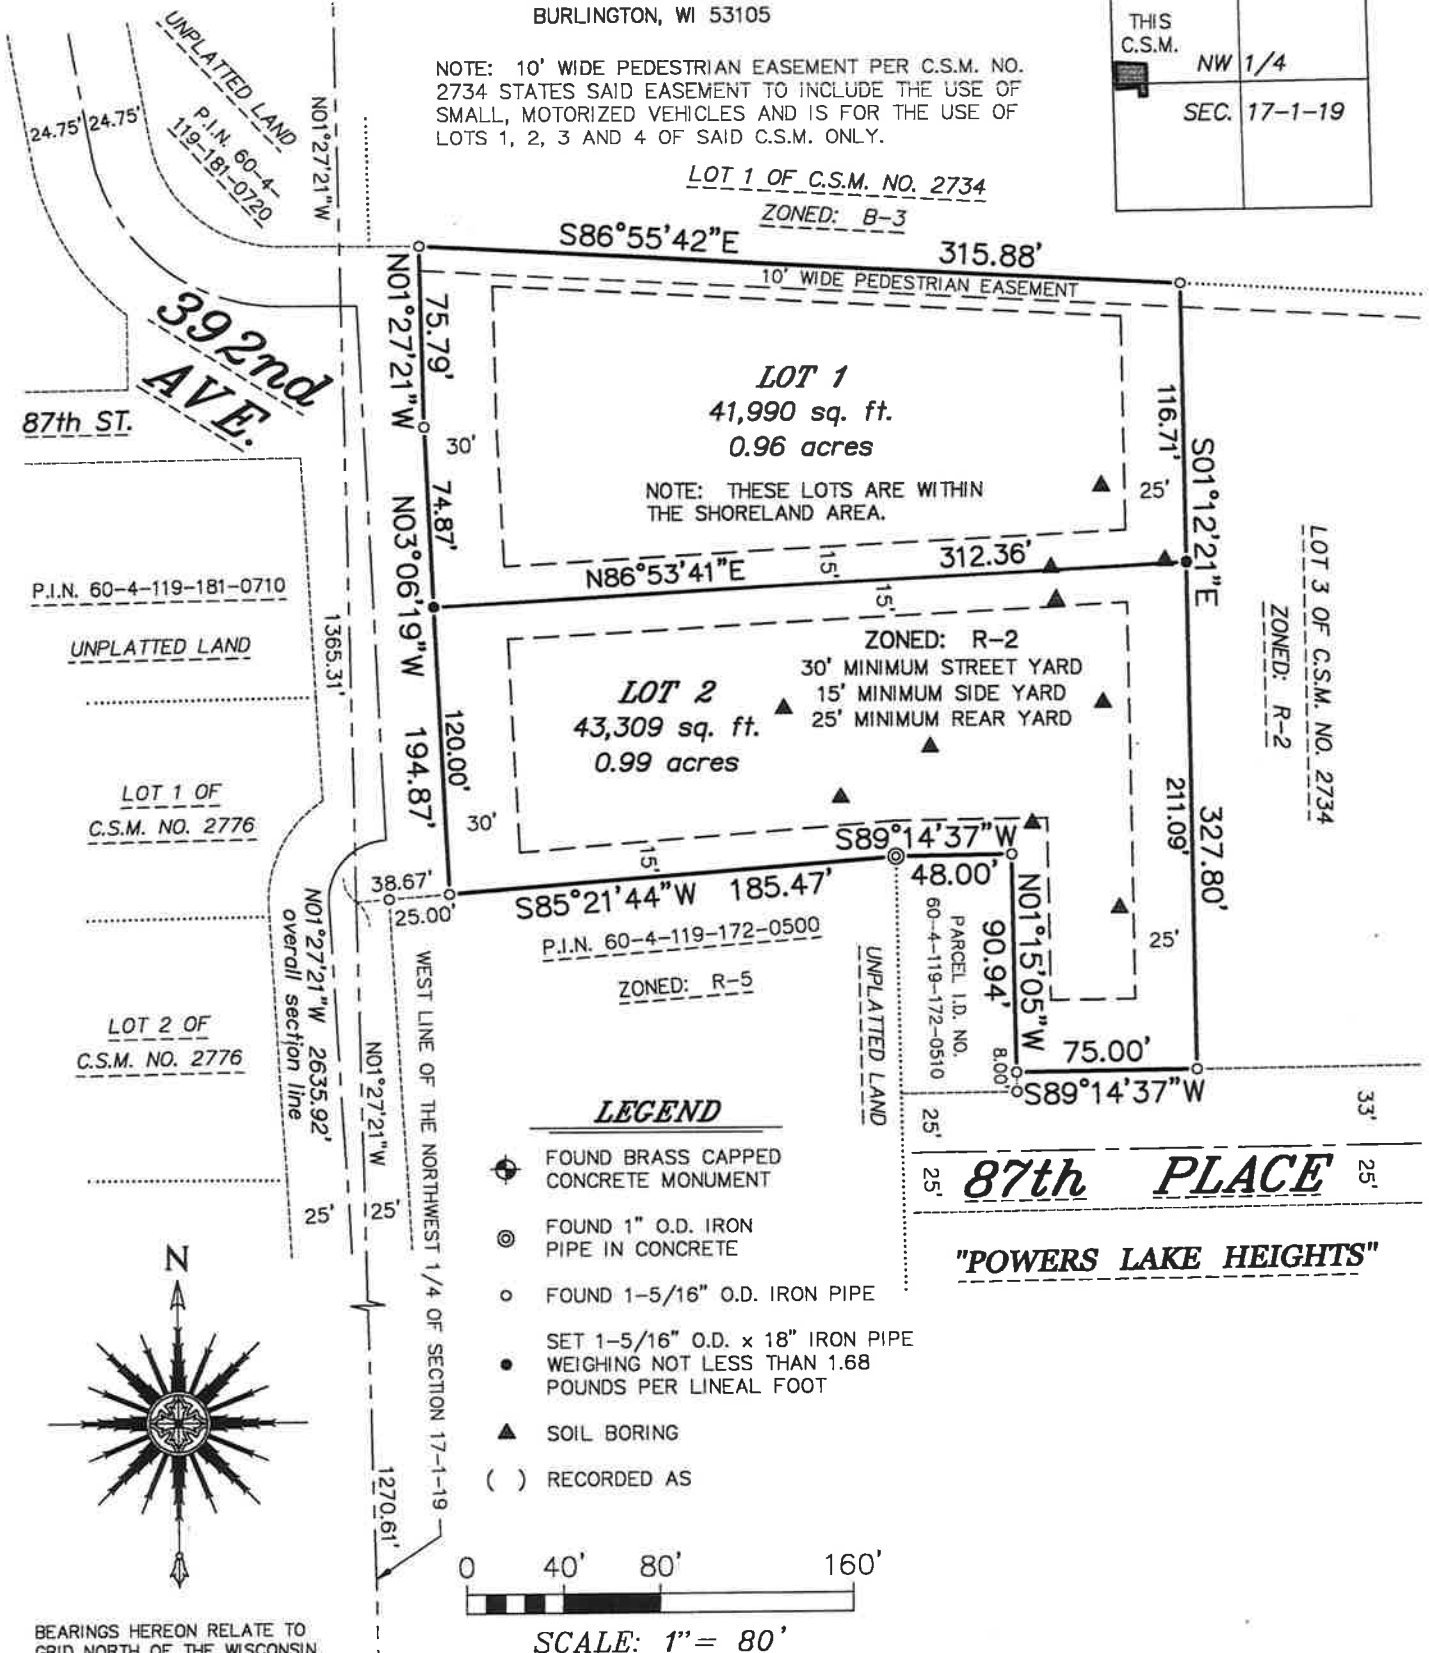 BURLINGTON, WI 53105
NOTE: 10' WIDE PEDESTRIAN EASEMENT PER C.S.M. NO.
2734 STATES SAID EASEMENT TO INCLUDE THE USE OF
SMALL, MOTORIZED VEHICLES AND IS FOR THE USE OF
LOTS 1, 2, 3 AND 4 OF SAID C.S.M. ONLY.
THIS
C.S.M.
NW 1/4
SEC. 17-1-19
UNPLATTED LAND
P.I.N. 60-4-
119-181-0720
24.75' 24.75'
N01°27'21"W
LOT 1 OF C.S.M. NO. 2734
ZONED: B-3
S86°55'42"E 315.88'
10' WIDE PEDESTRIAN EASEMENT
392nd
AVE.
87th ST.
N01°27'21"W
75.79'
30'
LOT 1
41,990 sq. ft.
0.96 acres
NOTE: THESE LOTS ARE WITHIN
THE SHORELAND AREA.
116.71'
25'
S01°12'21"E
327.80'
74.87'
N03°06'19"W 194.87'
15'
N86°53'41"E 312.36'
15'
LOT 3 OF C.S.M. NO. 2734
ZONED: R-2
P.I.N. 60-4-119-181-0710
UNPLATTED LAND
1365.31'
ZONED: R-2
30' MINIMUM STREET YARD
15' MINIMUM SIDE YARD
25' MINIMUM REAR YARD
LOT 2
43,309 sq. ft.
0.99 acres
120.00'
30'
211.09'
LOT 1 OF
C.S.M. NO. 2776
15'
S89°14'37"W
48.00'
38.67'
25.00'
S85°21'44"W 185.47'
P.I.N. 60-4-119-172-0500
ZONED: R-5
UNPLATTED LAND
PARCEL I.D. NO.
60-4-119-172-0510
N01°15'05"W
90.94'
8.00'
25'
75.00'
S89°14'37"W
N01°27'21"W 2635.92'
overall section line
LOT 2 OF
C.S.M. NO. 2776
N01°27'21"W
WEST LINE OF THE NORTHWEST 1/4 OF SECTION 17-1-19
25'
25'
33'
25'
25'
25'
87th PLACE
"POWERS LAKE HEIGHTS"
LEGEND
FOUND BRASS CAPPED
CONCRETE MONUMENT
FOUND 1" O.D. IRON
PIPE IN CONCRETE
FOUND 1-5/16" O.D. IRON PIPE
SET 1-5/16" O.D. x 18" IRON PIPE
WEIGHING NOT LESS THAN 1.68
POUNDS PER LINEAL FOOT
SOIL BORING
( ) RECORDED AS
N
1270.61'
0 40' 80' 160'
SCALE: 1" = 80'
BEARINGS HEREON RELATE TO
GRID NORTH OF THE WISCONSIN